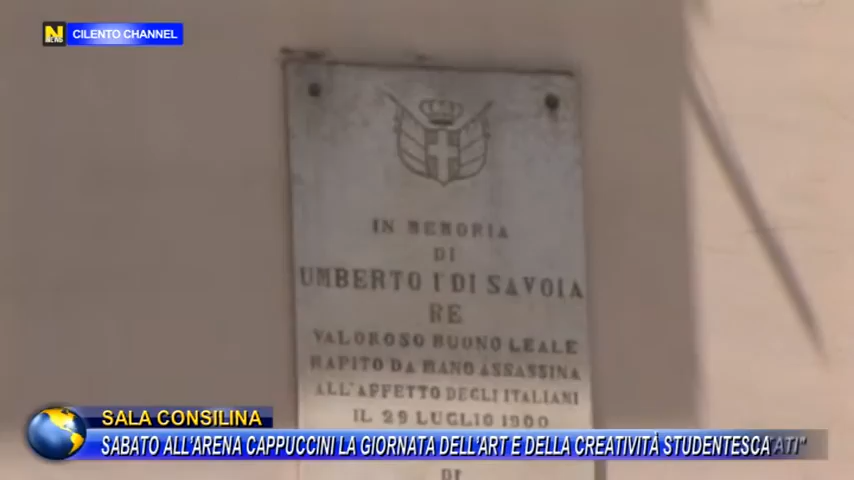 CILENTO CHANNEL
IN MEMORIA
DI
UMBERTO I° DI SAVOIA
RE
VALOROSO BUONO LEALE
RAPITO DA MANO ASSASSINA
ALL'AFFETTO DEGLI ITALIANI
IL 29 LUGLIO 1900
SALA CONSILINA
SABATO ALL'ARENA CAPPUCCINI LA GIORNATA DELL'ART E DELLA CREATIVITÀ STUDENTESCA
DI